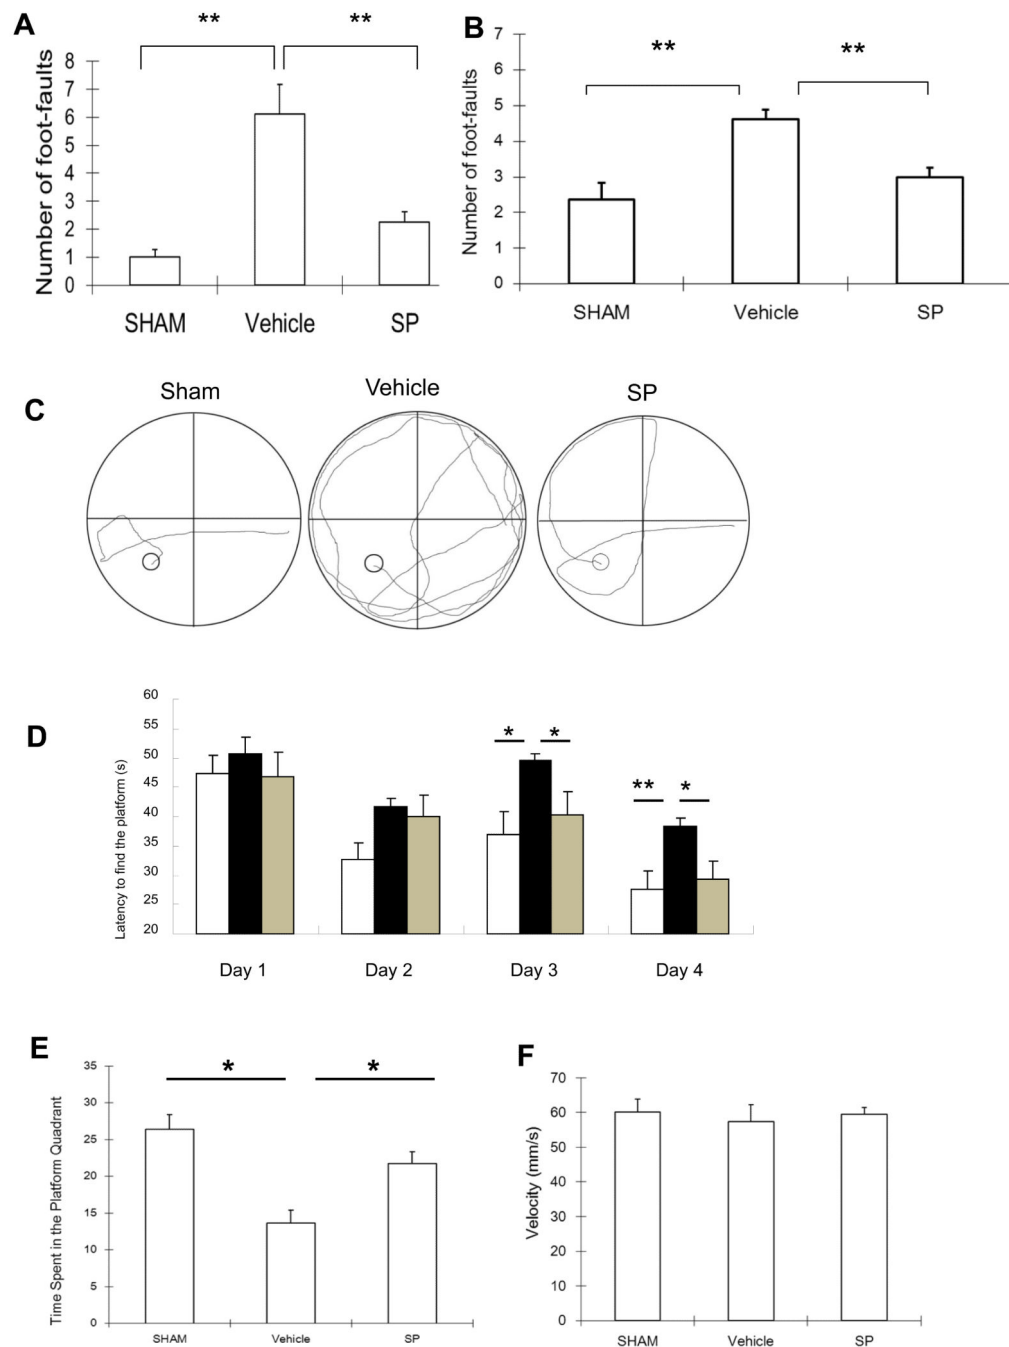 A
**
**
Number of foot-faults
8
7
6
5
4
3
2
1
0
SHAM
Vehicle
SP
B
**
**
Number of foot-faults
7
6
5
4
3
2
1
0
SHAM
Vehicle
SP
C
Sham
Vehicle
SP
D
Latency to find the platform (s)
60
55
50
45
40
35
30
25
20
*
*
**
*
Day 1
Day 2
Day 3
Day 4
E
*
*
Time Spent in the Platform Quadrant
35
30
25
20
15
10
5
0
SHAM
Vehicle
SP
F
Velocity (mm/s)
70
60
50
40
30
20
10
0
SHAM
Vehicle
SP